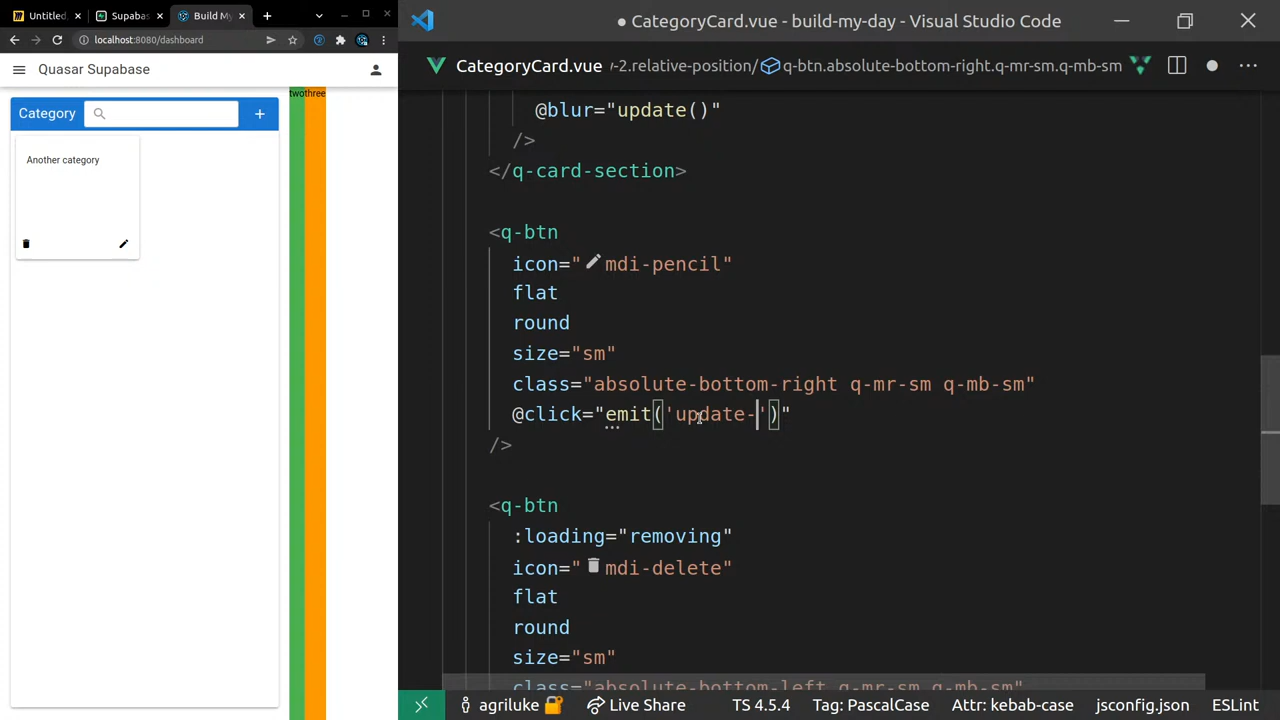 Untitled.
Supabas
Build My
localhost:8080/dashboard
Quasar Supabase
Category
twothree
Another category
CategoryCard.vue - build-my-day - Visual Studio Code
CategoryCard.vue
-2.relative-position/
q-btn.absolute-bottom-right.q-mr-sm.q-mb-sm
@blur="update()"
/>
</q-card-section>
<q-btn
icon="mdi-pencil"
flat
round
size="sm"
class="absolute-bottom-right q-mr-sm q-mb-sm"
@click="emit('update-')"
/>
<q-btn
:loading="removing"
icon="mdi-delete"
flat
round
size="sm"
class="absolute-bottom-left q-mr-sm q-mb-sm"
agriluke
Live Share
TS 4.5.4
Tag: PascalCase
Attr: kebab-case
jsconfig.json
ESLint